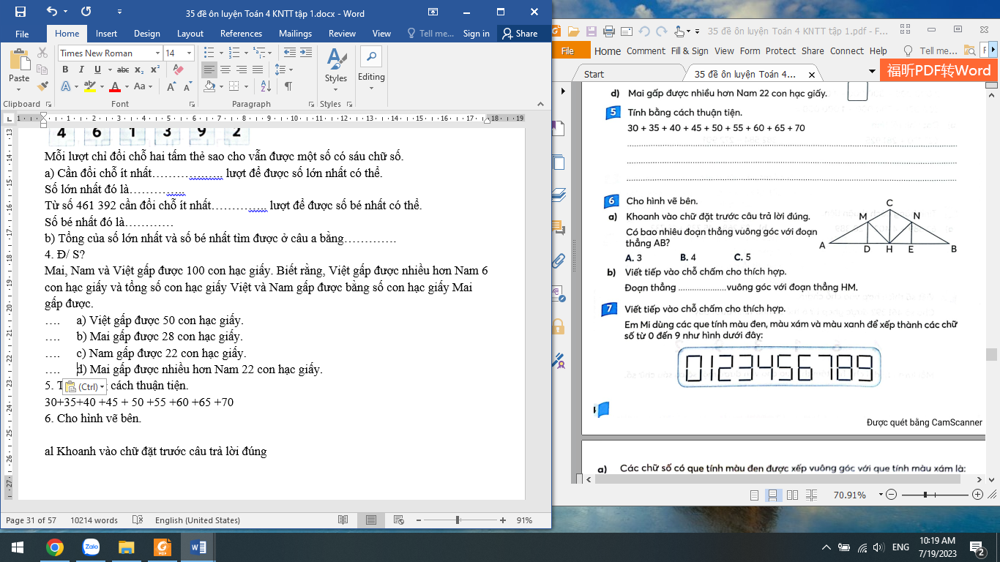 35 đề ôn luyện Toán 4 KNTT tập 1.docx - Word
File Home Insert Design Layout References Mailings Review View Tell me... Sign in Share
Times New Roman 14
Paste
B I U abc x₂ x²
Styles
Editing
Clipboard Font Paragraph Styles
4 6 1 3 9 2
Mỗi lượt chỉ đổi chỗ hai tấm thẻ sao cho vẫn được một số có sáu chữ số.
a) Cần đổi chỗ ít nhất………............ lượt để được số lớn nhất có thể.
Số lớn nhất đó là………….......
Từ số 461 392 cần đổi chỗ ít nhất………....... lượt để được số bé nhất có thể.
Số bé nhất đó là…………
b) Tổng của số lớn nhất và số bé nhất tìm được ở câu a bằng………….
4. Đ/ S?
Mai, Nam và Việt gấp được 100 con hạc giấy. Biết rằng, Việt gấp được nhiều hơn Nam 6
con hạc giấy và tổng số con hạc giấy Việt và Nam gấp được bằng số con hạc giấy Mai
gấp được.
…. a) Việt gấp được 50 con hạc giấy.
…. b) Mai gấp được 28 con hạc giấy.
…. c) Nam gấp được 22 con hạc giấy.
…. d) Mai gấp được nhiều hơn Nam 22 con hạc giấy.
5. T (Ctrl) cách thuận tiện.
30+35+40 +45 + 50 +55 +60 +65 +70
6. Cho hình vẽ bên.
al Khoanh vào chữ đặt trước câu trả lời đúng
Page 31 of 57 10214 words English (United States) 91%
35 đề ôn luyện Toán 4 KNTT tập 1.pdf - F...
File Home Comment Fill & Sign View Form Protect Share Connect Help Tell me...
Start 35 đề ôn luyện Toán 4...
福昕PDF转Word
d) Mai gấp được nhiều hơn Nam 22 con hạc giấy.
5 Tính bằng cách thuận tiện.
30 + 35 + 40 + 45 + 50 + 55 + 60 + 65 + 70
6 Cho hình vẽ bên.
a) Khoanh vào chữ đặt trước câu trả lời đúng.
Có bao nhiêu đoạn thẳng vuông góc với đoạn
thẳng AB?
A. 3 B. 4 C. 5
C
M N
A D H E B
b) Viết tiếp vào chỗ chấm cho thích hợp.
Đoạn thẳng .....................vuông góc với đoạn thẳng HM.
7 Viết tiếp vào chỗ chấm cho thích hợp.
Em Mi dùng các que tính màu đen, màu xám và màu xanh để xếp thành các chữ
số từ 0 đến 9 như hình dưới đây:
0123456789
Được quét bằng CamScanner
a) Các chữ số có que tính màu đen được xếp vuông góc với que tính màu xám là:
70.91%
Zalo
PDF
ENG
10:19 AM
7/19/2023
2